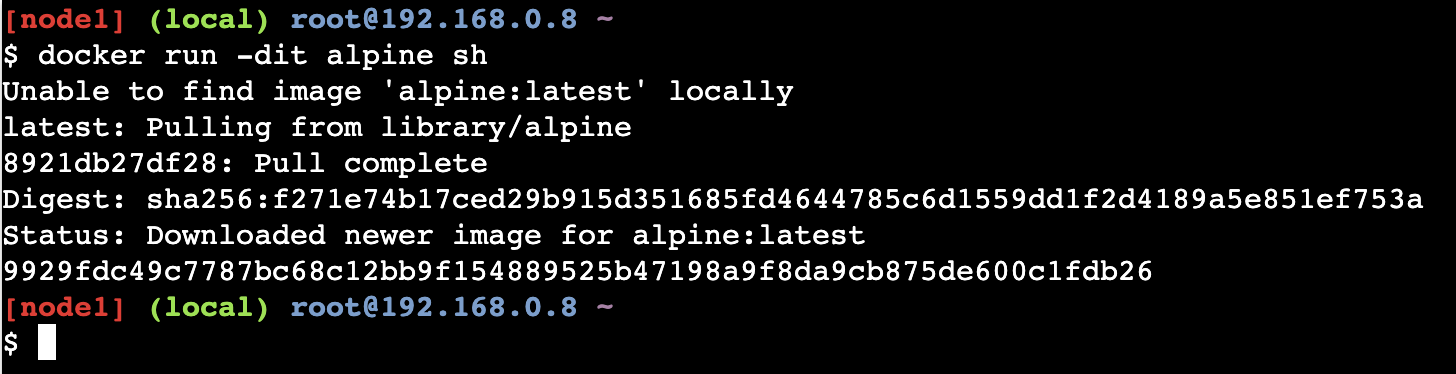 [node1] (local) root@192.168.0.8 ~
$ docker run -dit alpine sh
Unable to find image 'alpine:latest' locally
latest: Pulling from library/alpine
8921db27df28: Pull complete
Digest: sha256:f271e74b17ced29b915d351685fd4644785c6d1559dd1f2d4189a5e851ef753a
Status: Downloaded newer image for alpine:latest
9929fdc49c7787bc68c12bb9f154889525b47198a9f8da9cb875de600c1fdb26
[node1] (local) root@192.168.0.8 ~
$